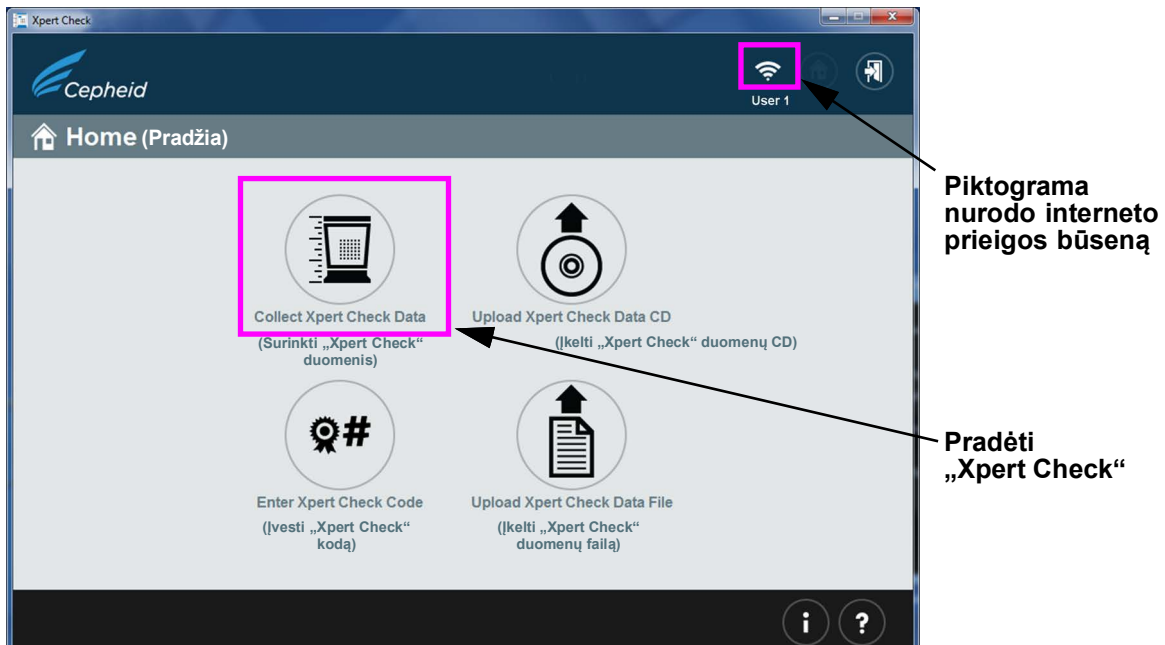 Xpert Check
Cepheid
User 1
Home (Pradžia)
Piktograma
nurodo interneto
prieigos būseną
Collect Xpert Check Data
(Surinkti „Xpert Check“
duomenis)
Upload Xpert Check Data CD
(Įkelti „Xpert Check“ duomenų CD)
Pradėti
„Xpert Check“
#
Enter Xpert Check Code
(Įvesti „Xpert Check“
kodą)
Upload Xpert Check Data File
(Įkelti „Xpert Check“
duomenų failą)
i ?